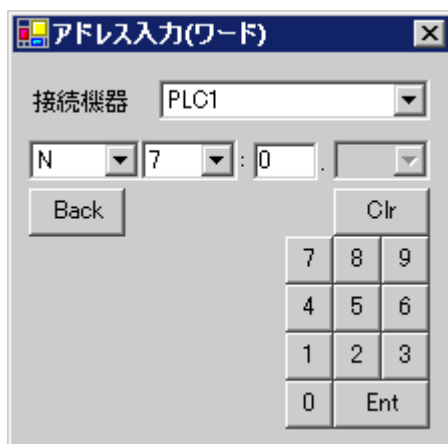 アドレス入力(ワード)
接続機器 PLC1
N 7 : 0 .
Back Clr
7 8 9
4 5 6
1 2 3
0 Ent